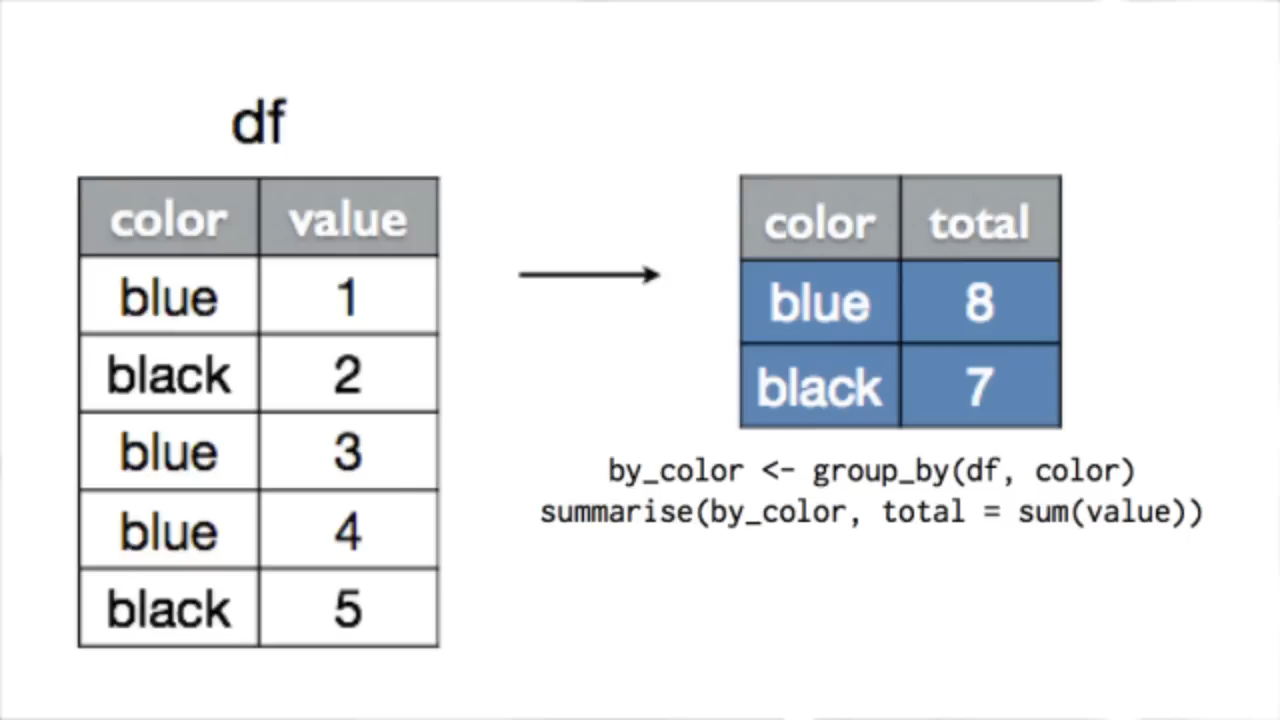 df
color value
blue 1
black 2
blue 3
blue 4
black 5
color total
blue 8
black 7
by_color <- group_by(df, color)
summarise(by_color, total = sum(value))